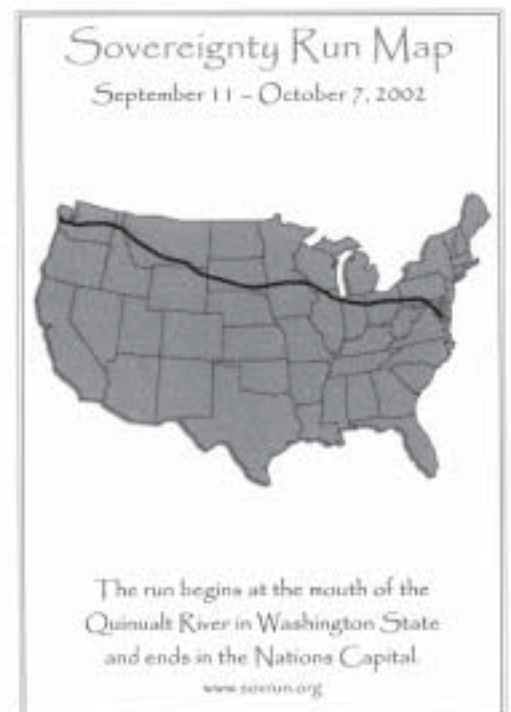 Sovereignty Run Map
September 11 – October 7, 2002
The run begins at the mouth of the
Quinualt River in Washington State
and ends in the Nations Capital.
www.sovrun.org